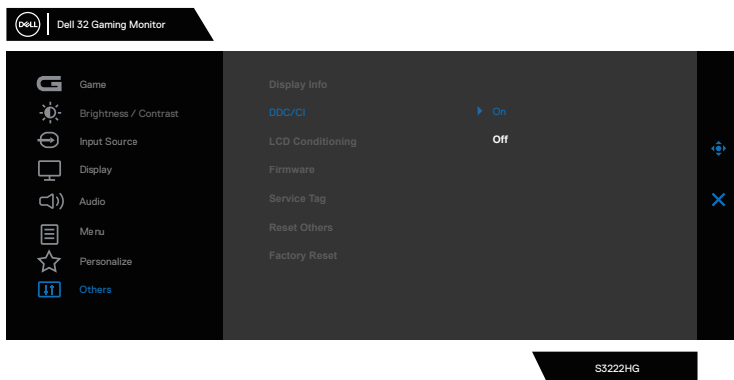 DELL
Dell 32 Gaming Monitor
Game
Brightness / Contrast
Input Source
Display
Audio
Menu
Personalize
Others
Display Info
DDC/CI
On
Off
LCD Conditioning
Firmware
Service Tag
Reset Others
Factory Reset
S3222HG